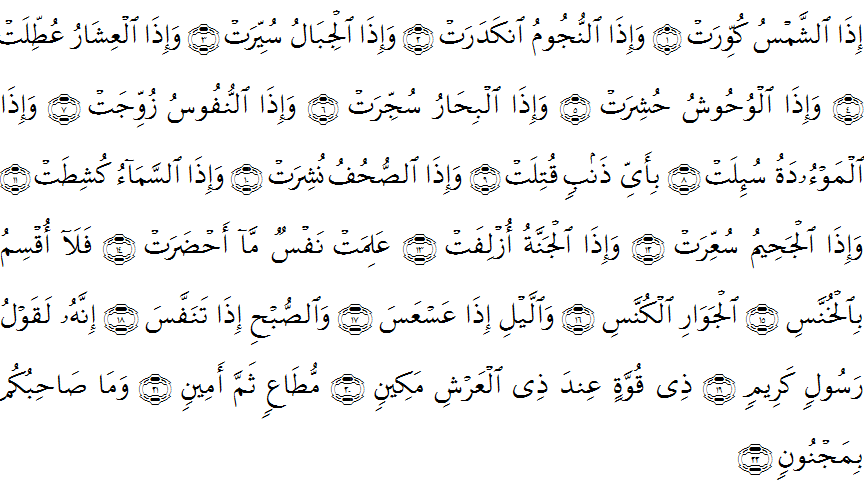 إِذَا ٱلشَّمْسُ كُوِّرَتْ ۝١ وَإِذَا ٱلنُّجُومُ ٱنكَدَرَتْ ۝٢ وَإِذَا ٱلْجِبَالُ سُيِّرَتْ ۝٣ وَإِذَا ٱلْعِشَارُ عُطِّلَتْ
۝٤ وَإِذَا ٱلْوُحُوشُ حُشِرَتْ ۝٥ وَإِذَا ٱلْبِحَارُ سُجِّرَتْ ۝٦ وَإِذَا ٱلنُّفُوسُ زُوِّجَتْ ۝٧ وَإِذَا
ٱلْمَوْءُۥدَةُ سُئِلَتْ ۝٨ بِأَىِّ ذَنۢبٍ قُتِلَتْ ۝٩ وَإِذَا ٱلصُّحُفُ نُشِرَتْ ۝١٠ وَإِذَا ٱلسَّمَآءُ كُشِطَتْ ۝١١
وَإِذَا ٱلْجَحِيمُ سُعِّرَتْ ۝١٢ وَإِذَا ٱلْجَنَّةُ أُزْلِفَتْ ۝١٣ عَلِمَتْ نَفْسٌ مَّآ أَحْضَرَتْ ۝١٤ فَلَآ أُقْسِمُ
بِٱلْخُنَّسِ ۝١٥ ٱلْجَوَارِ ٱلْكُنَّسِ ۝١٦ وَٱلَّيْلِ إِذَا عَسْعَسَ ۝١٧ وَٱلصُّبْحِ إِذَا تَنَفَّسَ ۝١٨ إِنَّهُۥ لَقَوْلُ
رَسُولٍ كَرِيمٍ ۝١٩ ذِى قُوَّةٍ عِندَ ذِى ٱلْعَرْشِ مَكِينٍ ۝٢٠ مُّطَاعٍ ثَمَّ أَمِينٍ ۝٢١ وَمَا صَاحِبُكُم
بِمَجْنُونٍ ۝٢٢